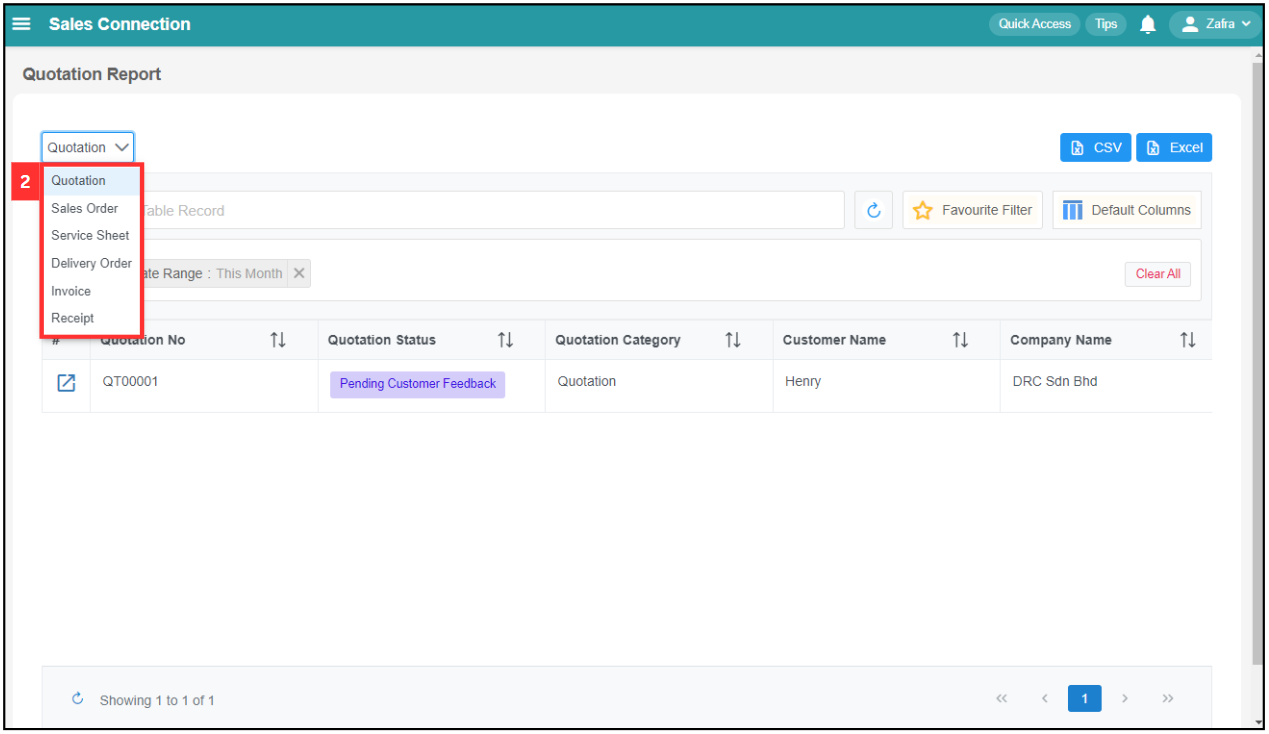 Sales Connection
Quick Access
Tips
Zafra
Quotation Report
Quotation
CSV
Excel
2
Quotation
Sales Order
Service Sheet
Delivery Order
Invoice
Receipt
Table Record
Favourite Filter
Default Columns
Range : This Month
Clear All
# Quotation No
Quotation Status
Quotation Category
Customer Name
Company Name
QT00001
Pending Customer Feedback
Quotation
Henry
DRC Sdn Bhd
Showing 1 to 1 of 1
<< < 1 > >>